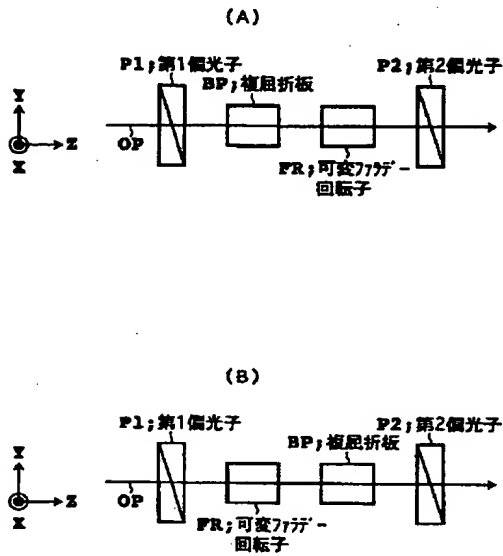 (A)
P1;第1偏光子
BP;複屈折板
P2;第2偏光子
Y
Z
X
OP
FR;可変ファラデー
回転子
(B)
P1;第1偏光子
P2;第2偏光子
BP;複屈折板
Y
Z
X
OP
FR;可変ファラデー
回転子